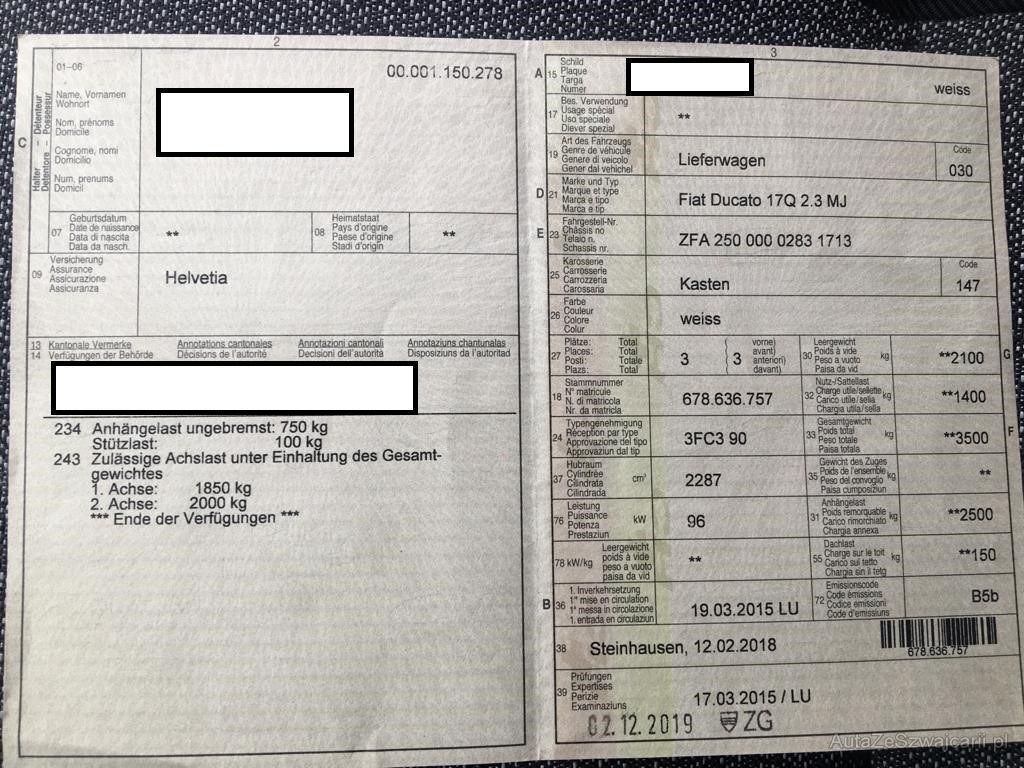 2
01–06
00.001.150.278
C
Halter – Détenteur
Detentore – Possessur
Name, Vornamen
Wohnort
Nom, prénoms
Domicile
Cognome, nomi
Domicilio
Num, prenums
Domicil
07
Geburtsdatum
Date de naissance
Data di nascita
Data da nasch.
**
08
Heimatstaat
Pays d'origine
Paese d'origine
Stadi d'origin
**
09
Versicherung
Assurance
Assicurazione
Assicuranza
Helvetia
13 Kantonale Vermerke Annotations cantonales Annotazioni cantonali Annotaziuns chantunalas
14 Verfügungen der Behörde Décisions de l'autorité Decisioni dell'autorità Disposiziuns da l'autoritad
234 Anhängelast ungebremst: 750 kg
Stützlast: 100 kg
243 Zulässige Achslast unter Einhaltung des Gesamt-
gewichtes
1. Achse: 1850 kg
2. Achse: 2000 kg
*** Ende der Verfügungen ***
3
A 15
Schild
Plaque
Targa
Numer
weiss
17
Bes. Verwendung
Usage spécial
Uso speciale
Diever spezial
**
19
Art des Fahrzeugs
Genre de véhicule
Genere di veicolo
Gener dal vehichel
Lieferwagen
Code
030
D 21
Marke und Typ
Marque et type
Marca e tipo
Marca e tip
Fiat Ducato 17Q 2.3 MJ
E 23
Fahrgestell-Nr.
Châssis no
Telaio n.
Schassis nr.
ZFA 250 000 0283 1713
25
Karosserie
Carrosserie
Carrozzeria
Carossaria
Kasten
Code
147
26
Farbe
Couleur
Colore
Colur
weiss
27
Plätze: Total
Places: Total
Posti: Totale
Plazs: Total
3
vorne)
avant)
anteriori)
davant)
( 3
30
Leergewicht
Poids à vide
Peso a vuoto
Paisa da vid
kg
**2100
G
18
Stammnummer
N° matricule
N. di matricola
Nr. da matricla
678.636.757
32
Nutz-/Sattellast
Charge utile/sellette
Carico utile/sella
Chargia utila/sella
kg
**1400
24
Typengenehmigung
Réception par type
Approvazione del tipo
Approvaziun dal tip
3FC3 90
33
Gesamtgewicht
Poids total
Peso totale
Paisa totala
kg
**3500
F
37
Hubraum
Cylindrée
Cilindrata
Cilindrada
cm³
2287
35
Gewicht des Zuges
Poids de l'ensemble
Peso del convoglio
Paisa cumposiziun
kg
**
76
Leistung
Puissance
Potenza
Prestaziun
kW
96
31
Anhängelast
Poids remorquable
Carico rimorchiato
Chargia annexa
kg
**2500
78 kW/kg
Leergewicht
poids à vide
peso a vuoto
paisa da vid
**
55
Dachlast
Charge sur le toit
Carico sul tetto
Chargia sin il tetg
kg
**150
B 36
1. Inverkehrsetzung
1re mise en circulation
1a messa in circolazione
1. entrada en circulaziun
19.03.2015 LU
72
Emissionscode
Code émissions
Codice emissioni
Code d'emissiuns
B5b
38
Steinhausen, 12.02.2018
678.636.757
39
Prüfungen
Expertises
Perizie
Examinaziuns
17.03.2015 / LU
02.12.2019 ZG
AutaZeSzwajcarii.pl